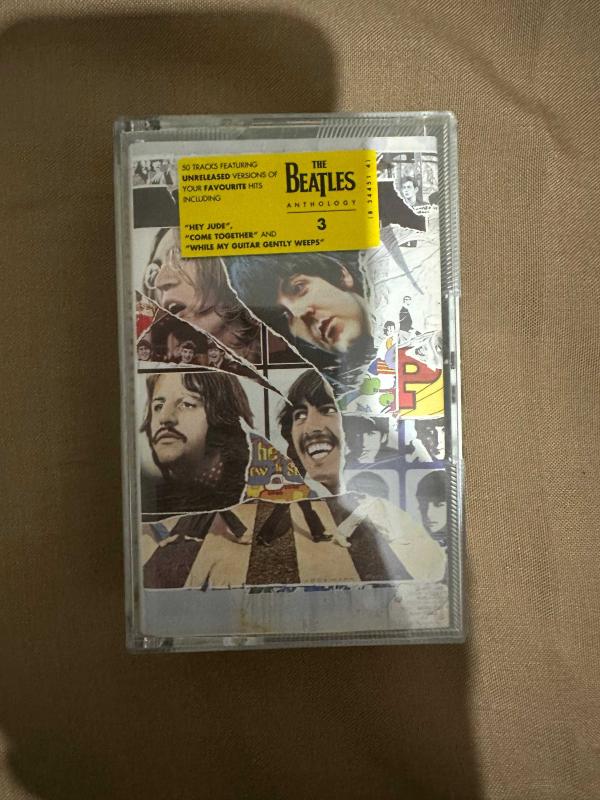 50 TRACKS FEATURING
UNRELEASED VERSIONS OF
YOUR FAVOURITE HITS
INCLUDING
"HEY JUDE",
"COME TOGETHER" AND
"WHILE MY GUITAR GENTLY WEEPS"
THE
BEATLES
ANTHOLOGY
3
he
P